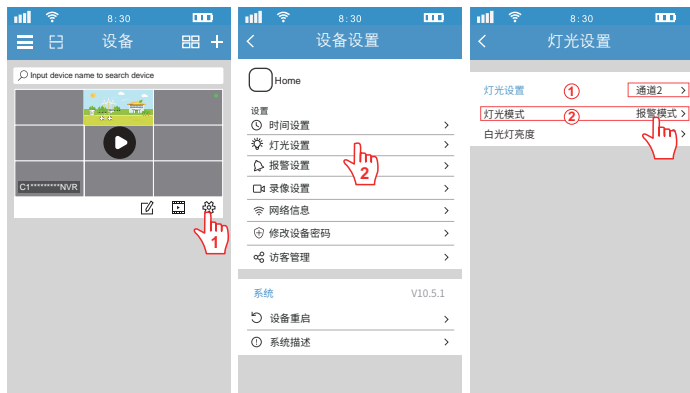 8:30
设备
Input device name to search device
C1*********NVR
1
8:30
设备设置
Home
设置
时间设置
灯光设置
报警设置
录像设置
网络信息
修改设备密码
访客管理
2
系统 V10.5.1
设备重启
系统描述
8:30
灯光设置
灯光设置 1 通道2
灯光模式 2 报警模式
白光灯亮度